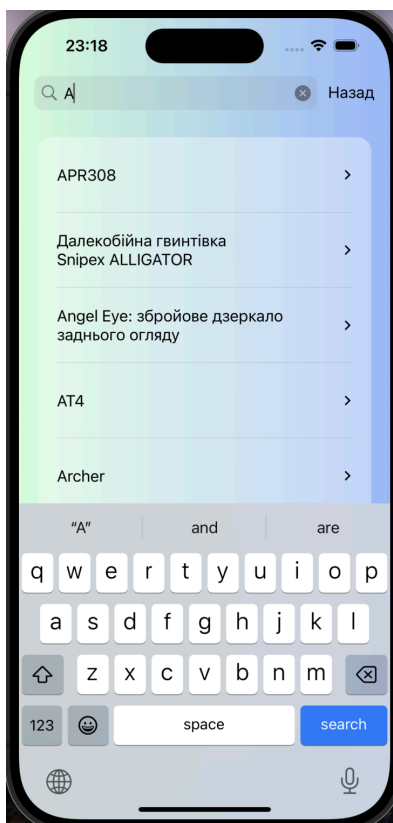 23:18
A
Назад
APR308
Далекобійна гвинтівка
Snipex ALLIGATOR
Angel Eye: збройове дзеркало
заднього огляду
AT4
Archer
“A” and are
q w e r t y u i o p
a s d f g h j k l
z x c v b n m
123 space search